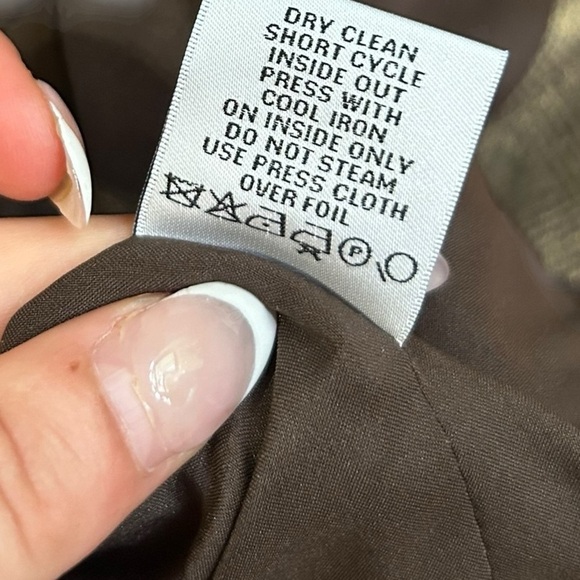 DRY CLEAN
SHORT CYCLE
INSIDE OUT
PRESS WITH
COOL IRON
ON INSIDE ONLY
DO NOT STEAM
USE PRESS CLOTH
OVER FOIL
P